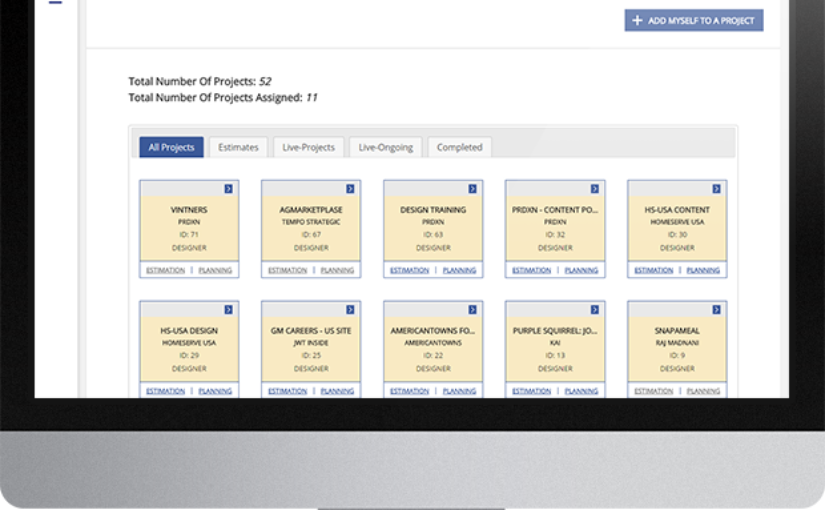 + ADD MYSELF TO A PROJECT
Total Number Of Projects: 52
Total Number Of Projects Assigned: 11
All Projects Estimates Live-Projects Live-Ongoing Completed
VINTNERS AGMARKETPLASE DESIGN TRAINING PRDXN - CONTENT PO... HS-USA CONTENT
PRDXN TEMPO STRATEGIC PRDXN PRDXN HOMESERVE USA
ID: 71 ID: 67 ID: 63 ID: 32 ID: 30
DESIGNER DESIGNER DESIGNER DESIGNER DESIGNER
ESTIMATION | PLANNING ESTIMATION | PLANNING ESTIMATION | PLANNING ESTIMATION | PLANNING ESTIMATION | PLANNING
HS-USA DESIGN GM CAREERS - US SITE AMERICANTOWNS FO... PURPLE SQUIRREL: JO... SNAPAMEAL
HOMESERVE USA JWT INSIDE AMERICANTOWNS KAI RAJ MADNANI
ID: 29 ID: 25 ID: 22 ID: 13 ID: 9
DESIGNER DESIGNER DESIGNER DESIGNER DESIGNER
ESTIMATION | PLANNING ESTIMATION | PLANNING ESTIMATION | PLANNING ESTIMATION | PLANNING ESTIMATION | PLANNING